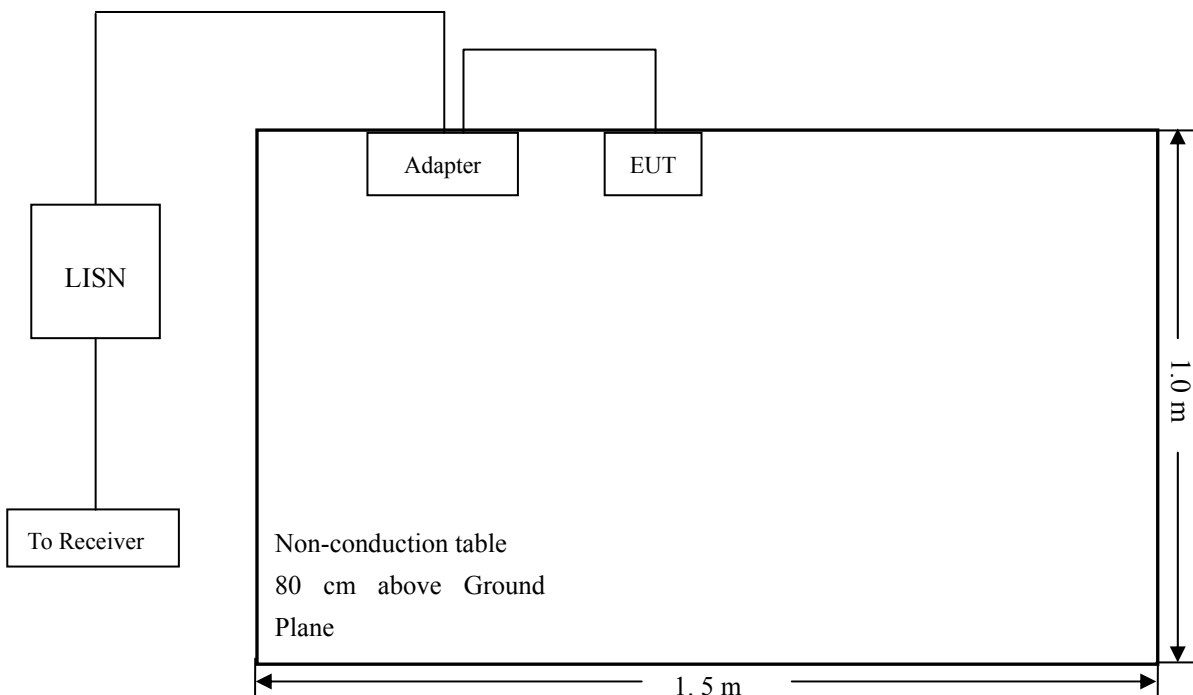 Adapter
EUT
LISN
1.0 m
To Receiver
Non-conduction table
80 cm above Ground
Plane
1. 5 m